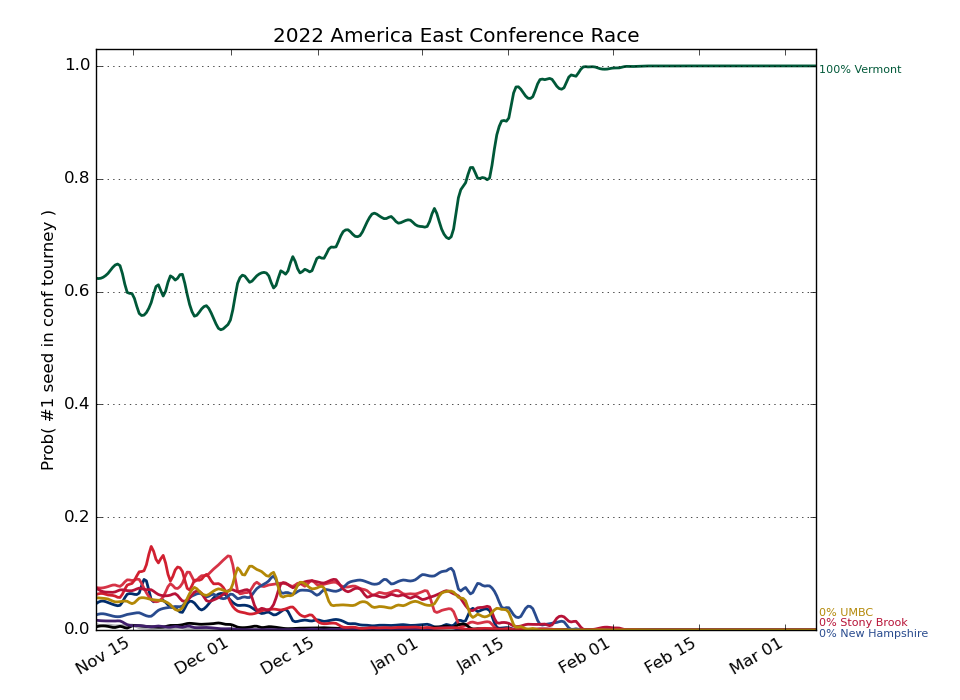 2022 America East Conference Race
Prob( #1 seed in conf tourney )
1.0
0.8
0.6
0.4
0.2
0.0
100% Vermont
0% UMBC
0% Stony Brook
0% New Hampshire
Nov 15
Dec 01
Dec 15
Jan 01
Jan 15
Feb 01
Feb 15
Mar 01